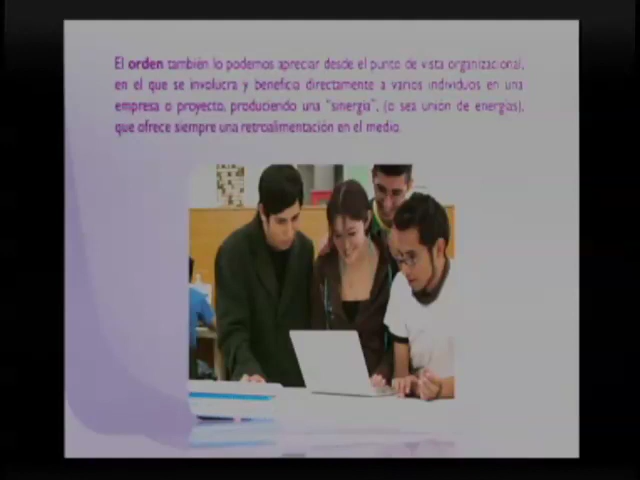 El orden también lo podemos apreciar desde el punto de vista organizacional,
en el que se involucra y beneficia directamente a varios individuos en una
empresa o proyecto, produciendo una "sinergia", (o sea unión de energías),
que ofrece siempre una retroalimentación en el medio.